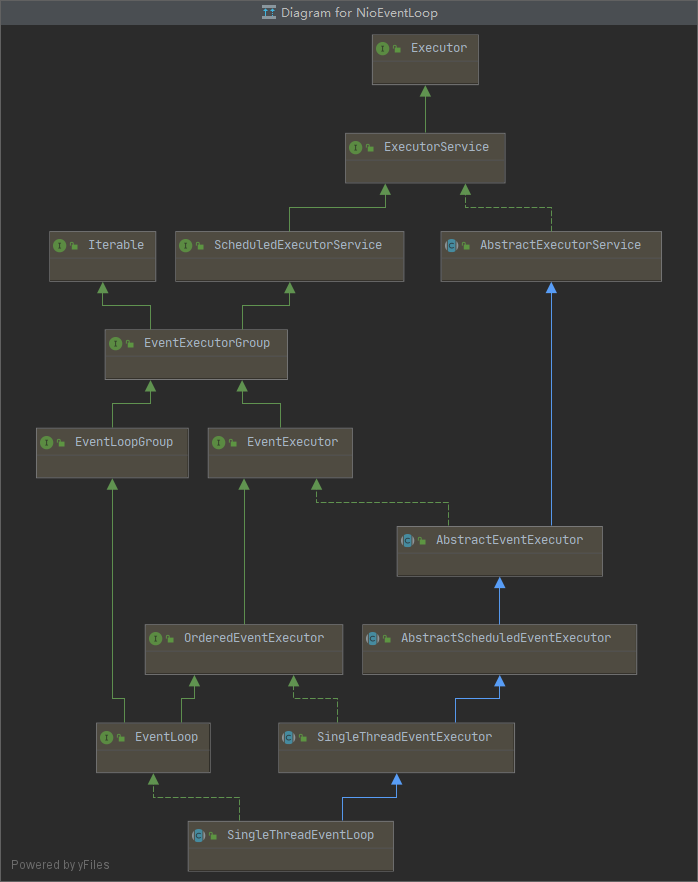 Diagram for NioEventLoop
Executor
ExecutorService
Iterable
ScheduledExecutorService
AbstractExecutorService
EventExecutorGroup
EventLoopGroup
EventExecutor
AbstractEventExecutor
OrderedEventExecutor
AbstractScheduledEventExecutor
EventLoop
SingleThreadEventExecutor
SingleThreadEventLoop
Powered by yFiles